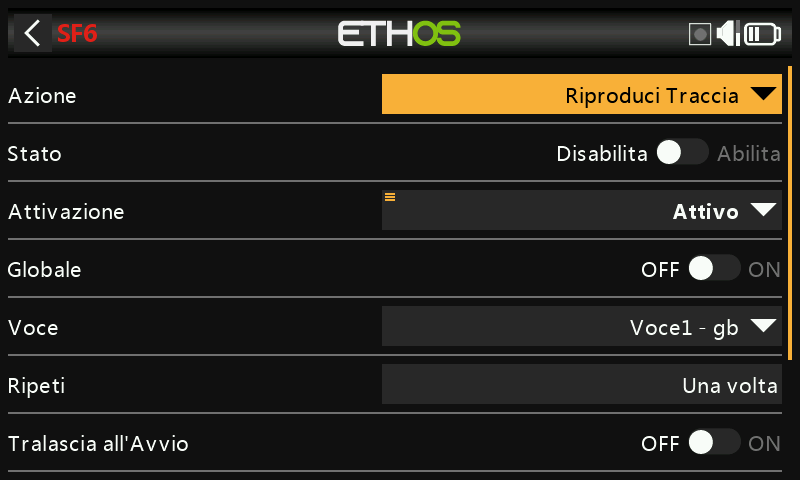 SF6 ETHOS
Azione Riproduci Traccia
Stato Disabilita Abilita
Attivazione Attivo
Globale OFF ON
Voce Voce1 - gb
Ripeti Una volta
Tralascia all'Avvio OFF ON